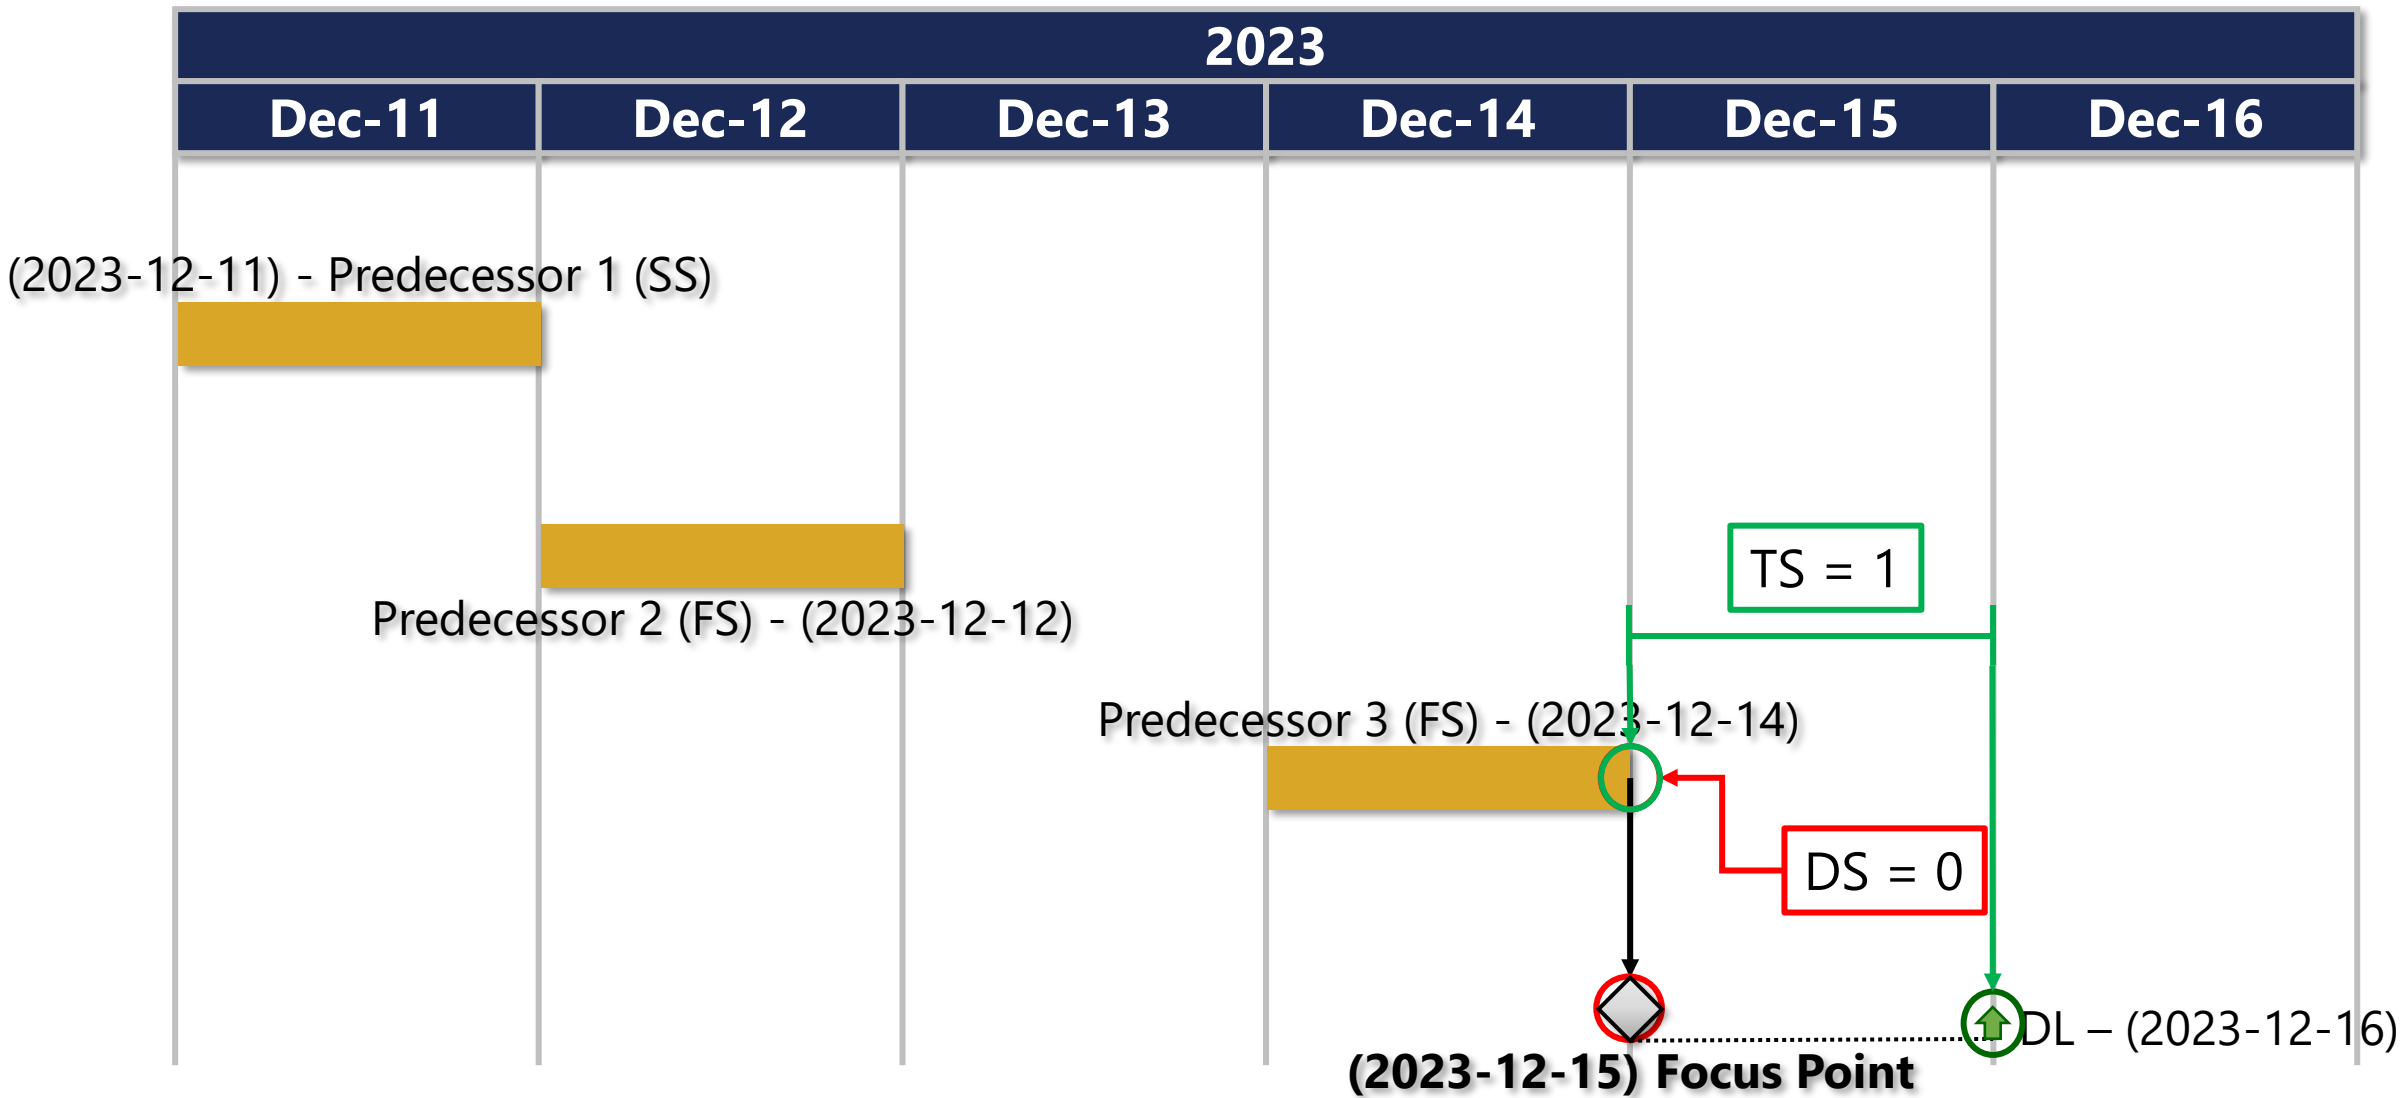 2023
Dec-11
Dec-12
Dec-13
Dec-14
Dec-15
Dec-16
(2023-12-11) - Predecessor 1 (SS)
TS = 1
Predecessor 2 (FS) - (2023-12-12)
Predecessor 3 (FS) - (2023-12-14)
DS = 0
DL – (2023-12-16)
(2023-12-15) Focus Point